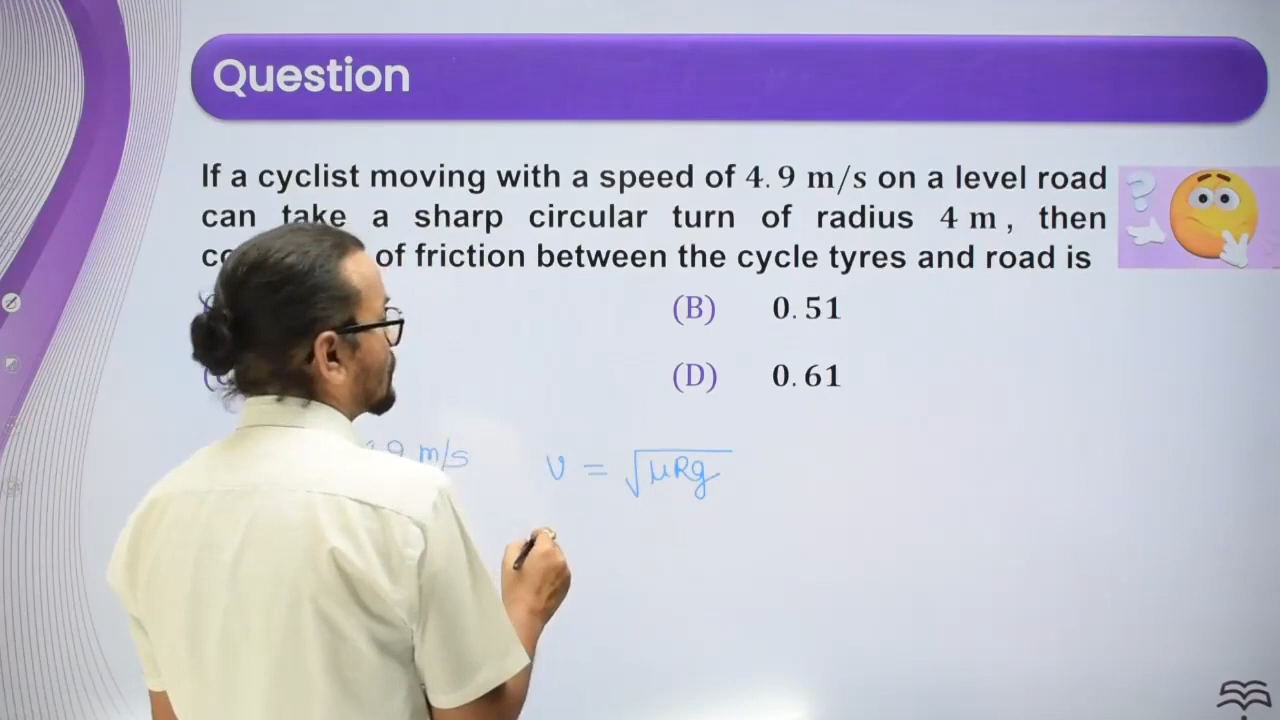 Question
If a cyclist moving with a speed of 4.9 m/s on a level road
can take a sharp circular turn of radius 4 m, then
of friction between the cycle tyres and road is
(B) 0.51
(D) 0.61
9 m/s v = √μRg